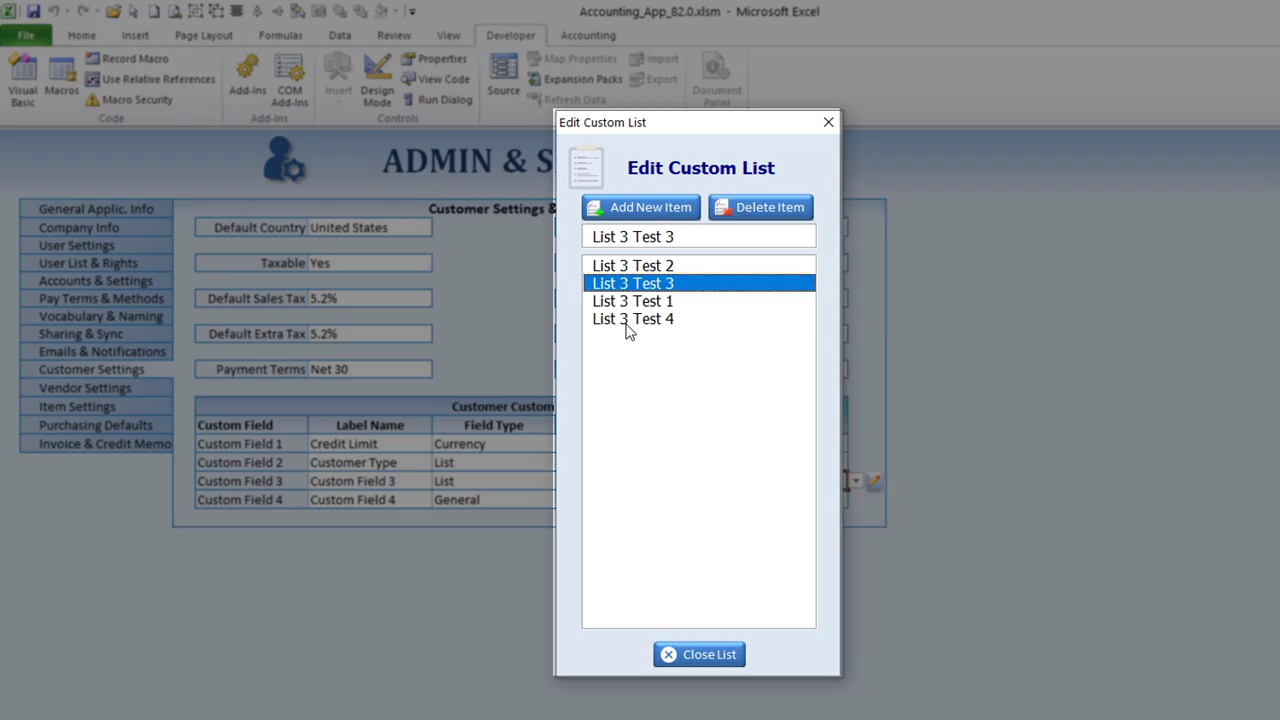 Accounting_App_82.0.xlsm - Microsoft Excel
File Home Insert Page Layout Formulas Data Review View Developer Accounting
Visual Basic
Macros
Record Macro
Use Relative References
Macro Security
Code
Add-Ins
COM Add-Ins
Add-Ins
Insert
Design Mode
Properties
View Code
Run Dialog
Controls
Source
Map Properties
Expansion Packs
Refresh Data
Import
Export
Document Panel
ADMIN & S
General Applic. Info
Company Info
User Settings
User List & Rights
Accounts & Settings
Pay Terms & Methods
Vocabulary & Naming
Sharing & Sync
Emails & Notifications
Customer Settings
Vendor Settings
Item Settings
Purchasing Defaults
Invoice & Credit Memo
Customer Settings &
Default Country United States
Taxable Yes
Default Sales Tax 5.2%
Default Extra Tax 5.2%
Payment Terms Net 30
Customer Custom
Custom Field Label Name Field Type
Custom Field 1 Credit Limit Currency
Custom Field 2 Customer Type List
Custom Field 3 Custom Field 3 List
Custom Field 4 Custom Field 4 General
Edit Custom List
Edit Custom List
Add New Item Delete Item
List 3 Test 3
List 3 Test 2
List 3 Test 3
List 3 Test 1
List 3 Test 4
Close List